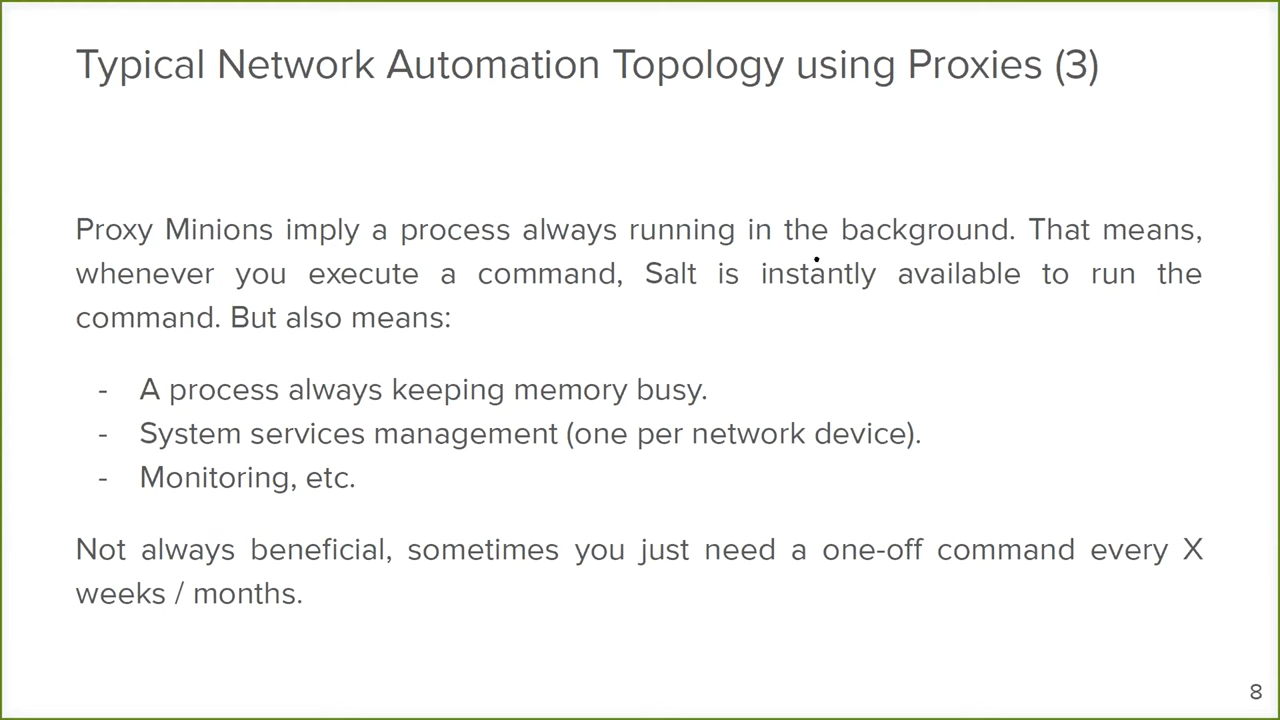 Typical Network Automation Topology using Proxies (3)
Proxy Minions imply a process always running in the background. That means,
whenever you execute a command, Salt is instantly available to run the
command. But also means:
- A process always keeping memory busy.
- System services management (one per network device).
- Monitoring, etc.
Not always beneficial, sometimes you just need a one-off command every X
weeks / months.
8